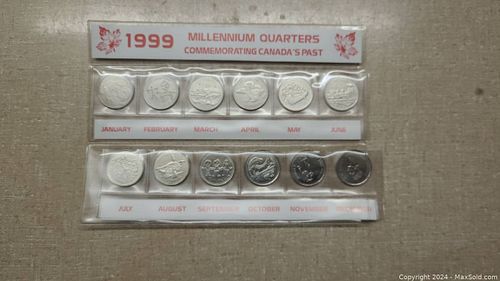 1999 MILLENNIUM QUARTERS
COMMEMORATING CANADA'S PAST
JANUARY FEBRUARY MARCH APRIL MAY JUNE
JULY AUGUST SEPTEMBER OCTOBER NOVEMBER DECEMBER
Copyright © 2024 - MaxSold.com